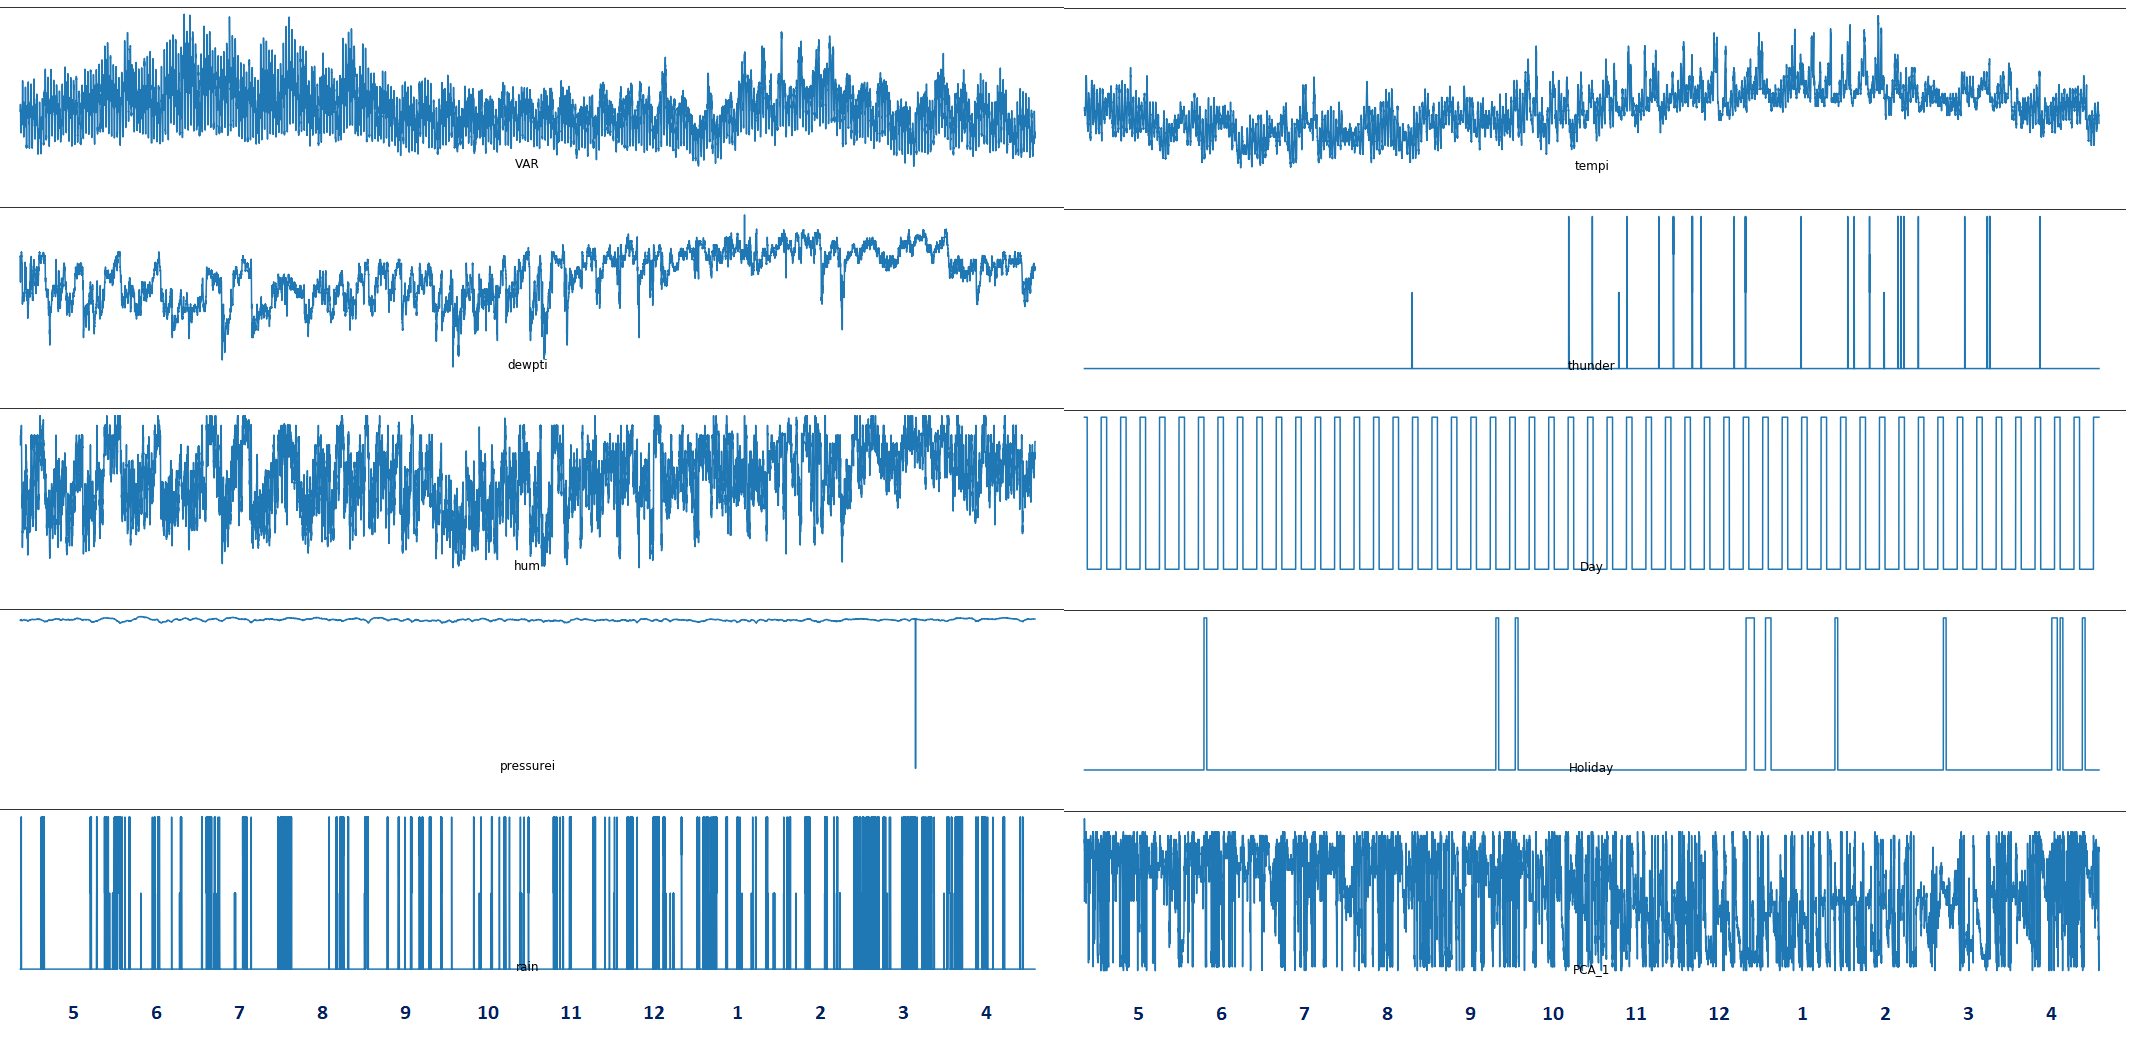 VAR
tempi
dewpti
thunder
hum
Day
pressurei
Holiday
rain
PCA_1
5 6 7 8 9 10 11 12 1 2 3 4
5 6 7 8 9 10 11 12 1 2 3 4